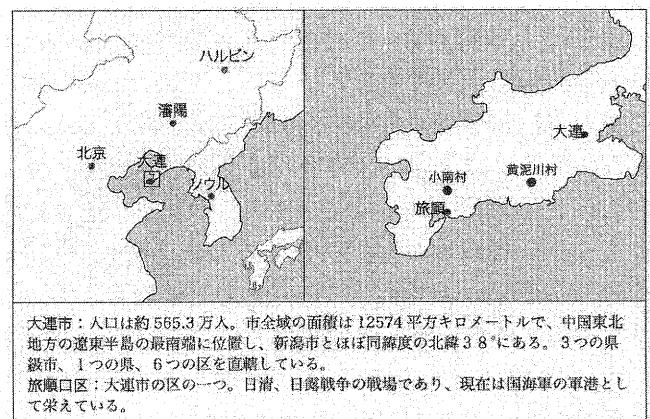 ハルビン
瀋陽
北京
大連
ソウル
大連
小南村
黄泥川村
旅順
大連市：人口は約565.3万人。市全域の面積は12574平方キロメートルで、中国東北
地方の遼東半島の最南端に位置し、新潟市とほぼ同緯度の北緯38°にある。3つの県
級市、1つの県、6つの区を直轄している。
旅順口区：大連市の区の一つ。日清、日露戦争の戦場であり、現在は国海軍の軍港とし
て栄えている。